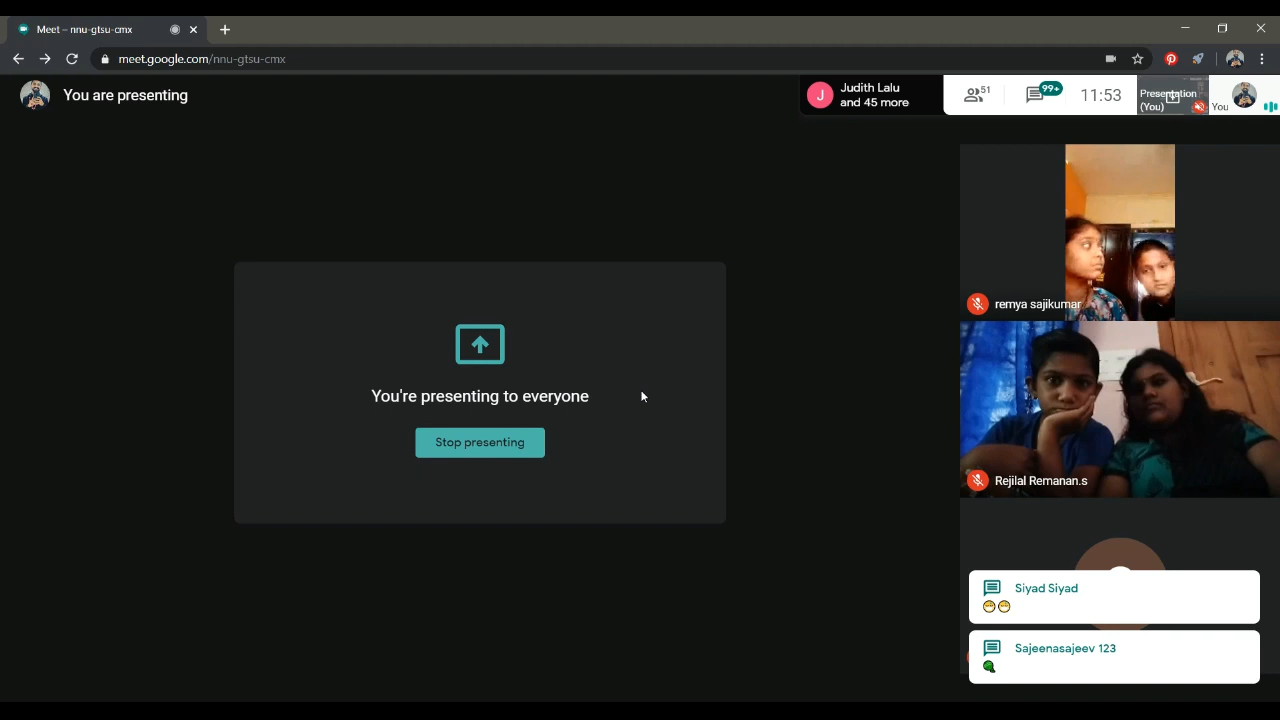 Meet – nnu-gtsu-cmx
meet.google.com/nnu-gtsu-cmx
You are presenting
Judith Lalu
and 45 more
J
51
99+
11:53
Presentation
(You)
You
remya sajikumar
You're presenting to everyone
Stop presenting
Rejilal Remanan.s
Siyad Siyad
😁😁
Sajeenasajeev 123